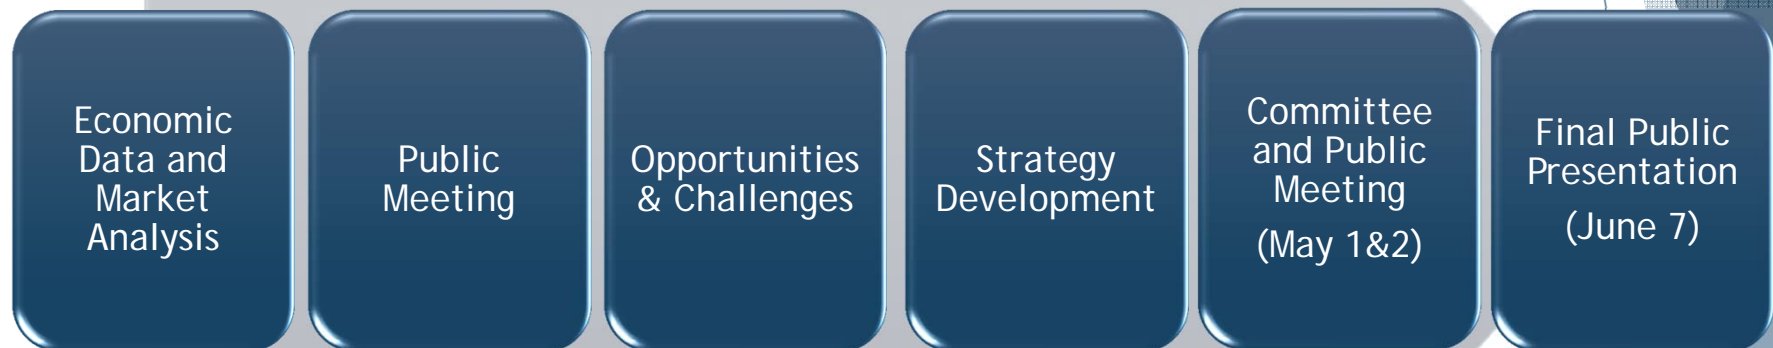 Economic
Data and
Market
Analysis
Public
Meeting
Opportunities
& Challenges
Strategy
Development
Committee
and Public
Meeting
(May 1&2)
Final Public
Presentation
(June 7)